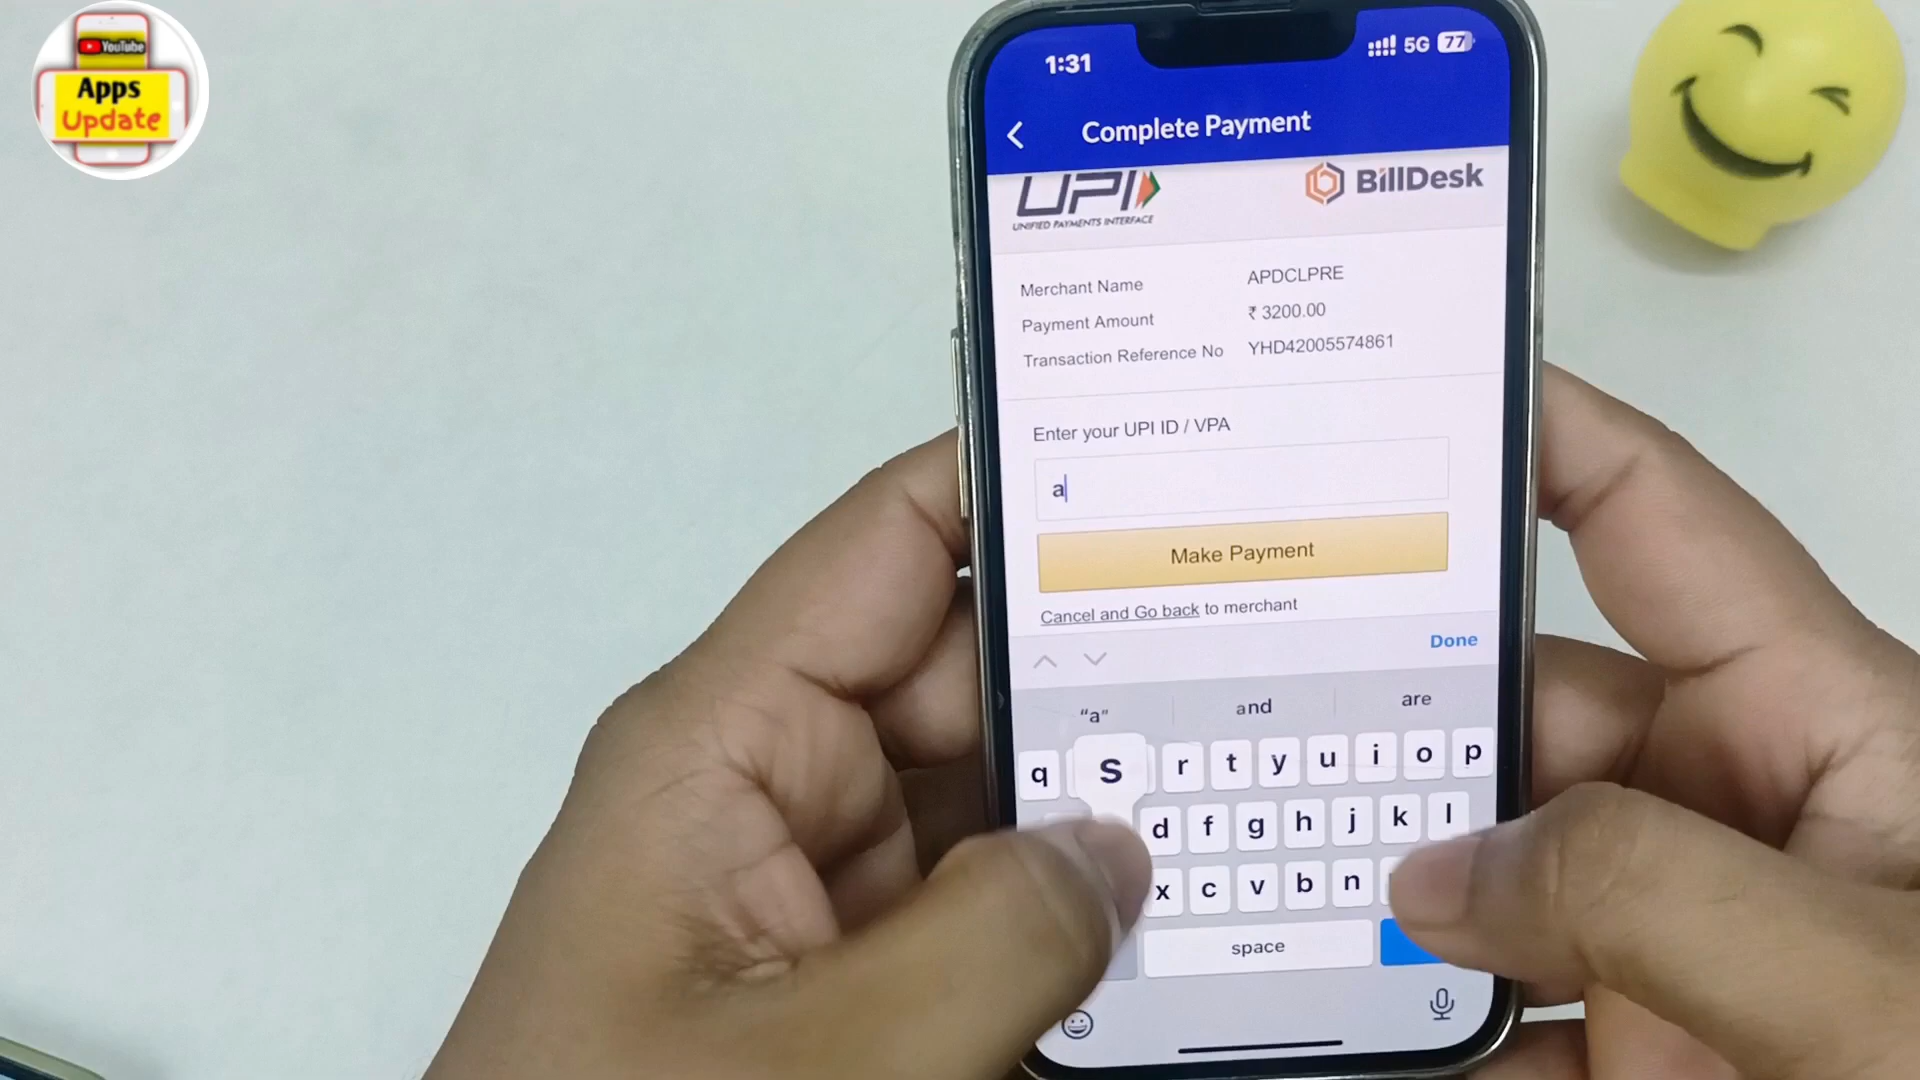 YouTube
Apps
Update
1:31
5G 77
Complete Payment
UPI
UNIFIED PAYMENTS INTERFACE
BillDesk
Merchant Name APDCLPRE
Payment Amount ₹ 3200.00
Transaction Reference No YHD42005574861
Enter your UPI ID / VPA
a
Make Payment
Cancel and Go back to merchant
Done
“a” and are
q s r t y u i o p
d f g h j k l
x c v b n
space